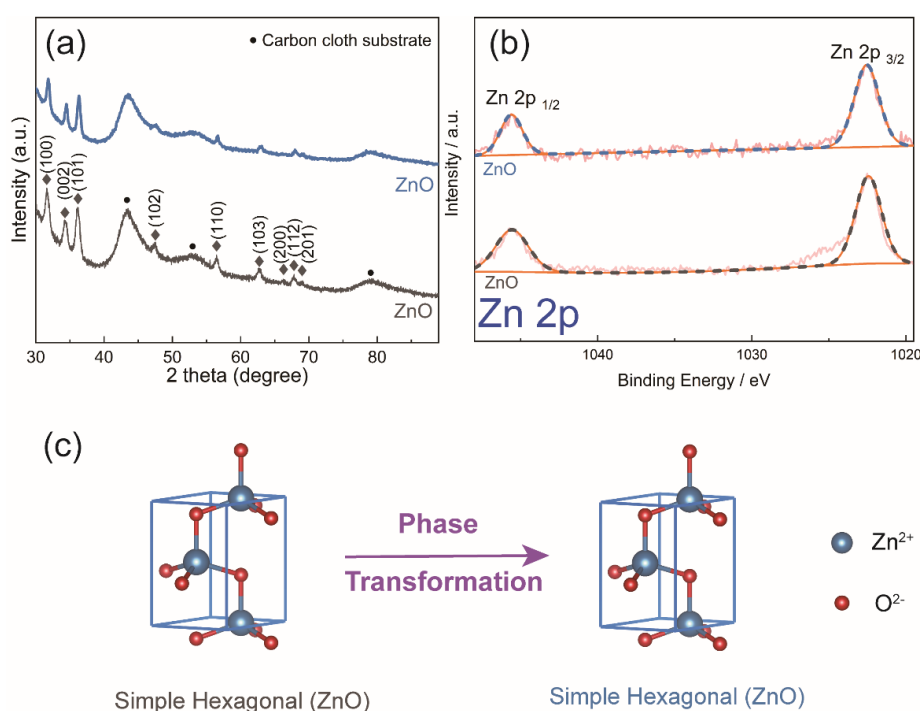 (a)
● Carbon cloth substrate
Intensity (a.u.)
ZnO
◆ (100)
◆ (002)
◆ (101)
●
◆ (102)
●
◆ (110)
◆ (103)
◆ (200)
◆ (112)
◆ (201)
●
ZnO
30 40 50 60 70 80
2 theta (degree)
(b)
Zn 2p 3/2
Zn 2p 1/2
Intensity / a.u.
ZnO
ZnO
Zn 2p
1040 1030 1020
Binding Energy / eV
(c)
Phase
Transformation
Zn²⁺
O²⁻
Simple Hexagonal (ZnO)
Simple Hexagonal (ZnO)